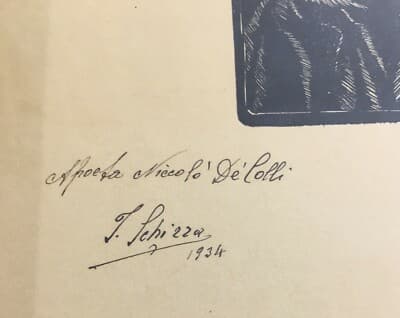 Al poeta Niccolò De' Colli
T. Schizza
1934